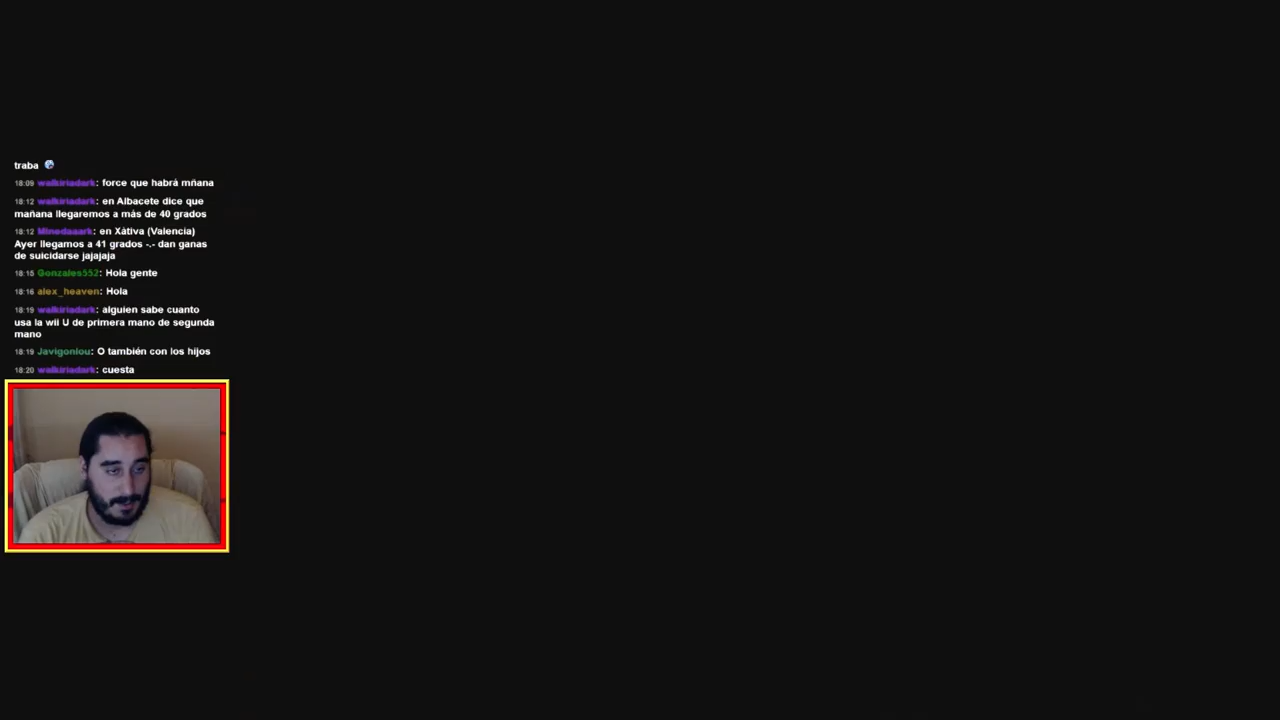 traba
18:09 walkiriadark: force que habrá mñana
18:12 walkiriadark: en Albacete dice que
mañana llegaremos a más de 40 grados
18:12 Minedaaark: en Xàtiva (Valencia)
Ayer llegamos a 41 grados -.- dan ganas
de suicidarse jajajaja
18:15 Gonzales552: Hola gente
18:16 alex_heaven: Hola
18:19 walkiriadark: alguien sabe cuanto
usa la wii U de primera mano de segunda
mano
18:19 Javigonlou: O también con los hijos
18:20 walkiriadark: cuesta